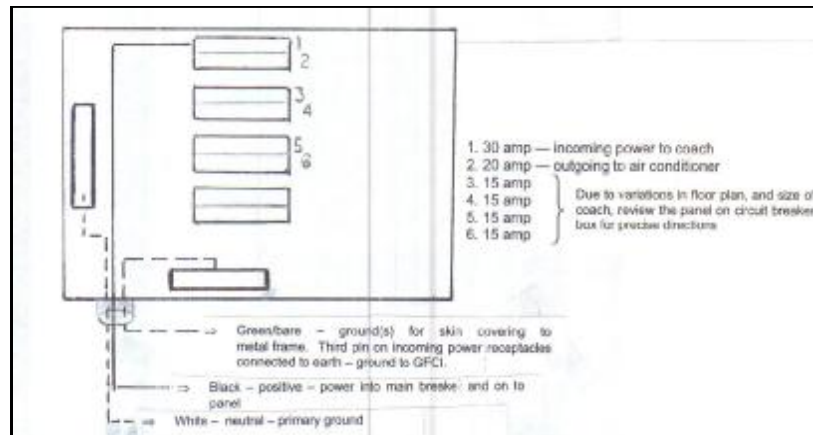 1
2
3
4
5
6
1. 30 amp — incoming power to coach
2. 20 amp — outgoing to air conditioner
3. 15 amp
4. 15 amp
5. 15 amp
6. 15 amp
Due to variations in floor plan, and size of
coach, review the panel on circuit breaker
box for precise directions
Green/bare – ground(s) for skin covering to
metal frame. Third pin on incoming power receptacles
connected to earth – ground to GFCI.
Black – positive – power into main breake and on to
panel
White – neutral – primary ground